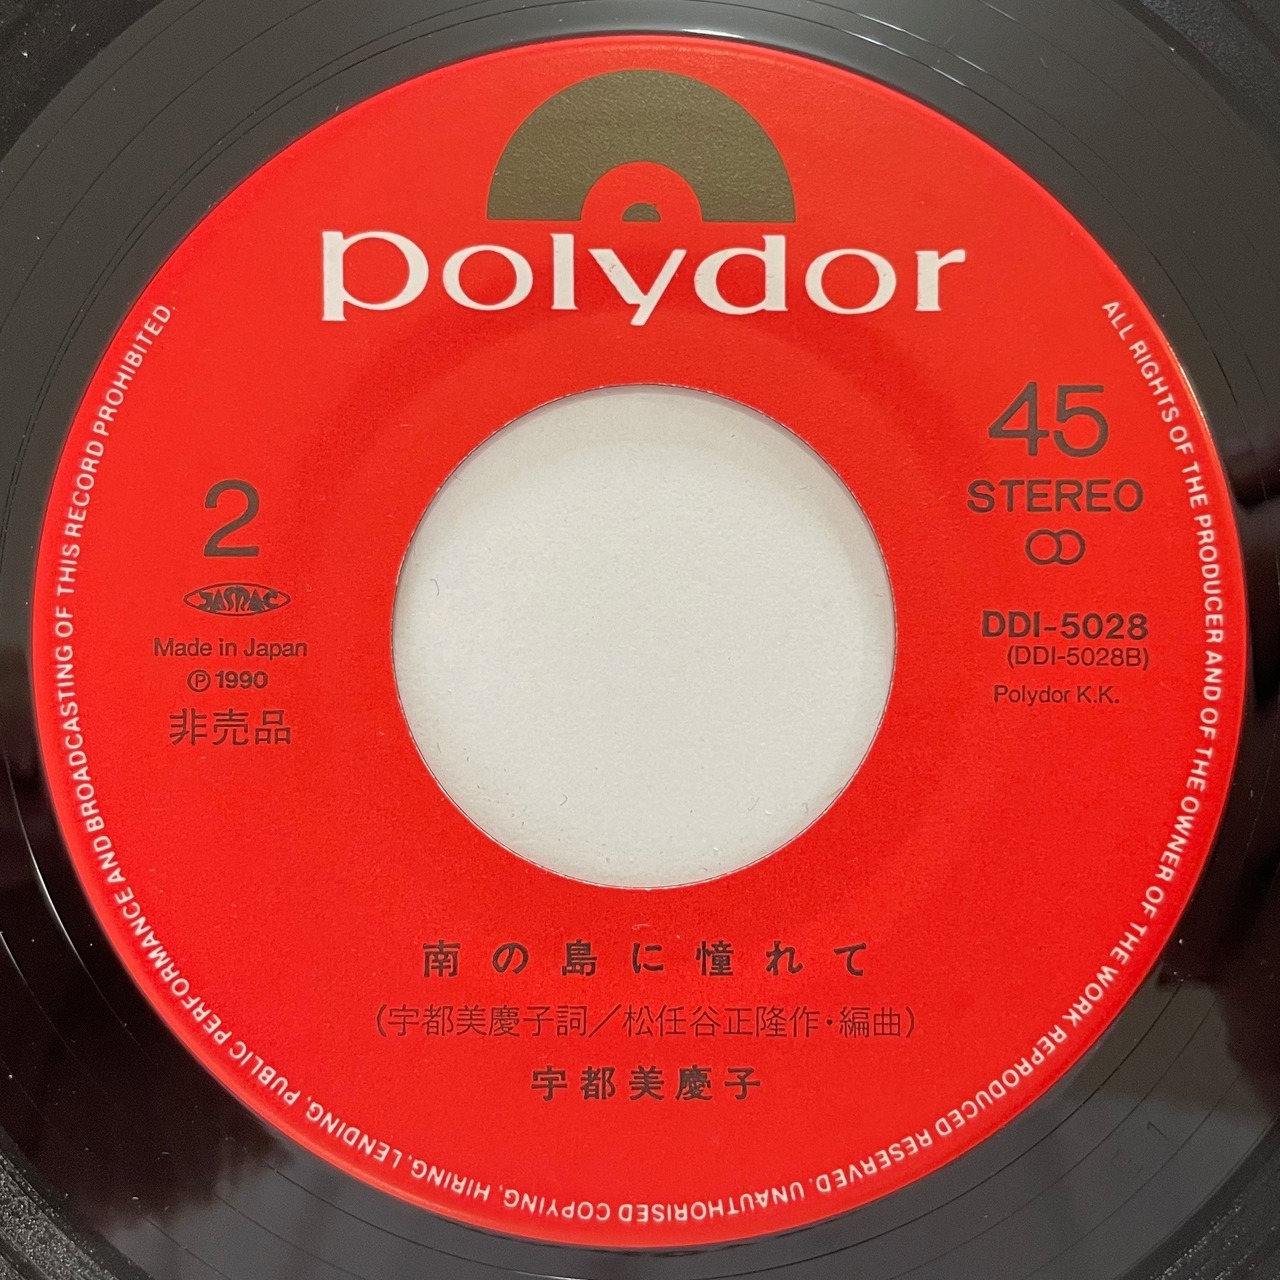 polydor
45
STEREO
2
JASRAC
Made in Japan
Ⓟ 1990
非売品
DDI-5028
(DDI-5028B)
Polydor K.K.
南の島に憧れて
(宇都美慶子詞／松任谷正隆作・編曲)
宇都美慶子
ALL RIGHTS OF THE PRODUCER AND OF THE OWNER OF THE WORK REPRODUCED RESERVED. UNAUTHORISED COPYING, HIRING, LENDING, PUBLIC PERFORMANCE AND BROADCASTING OF THIS RECORD PROHIBITED.